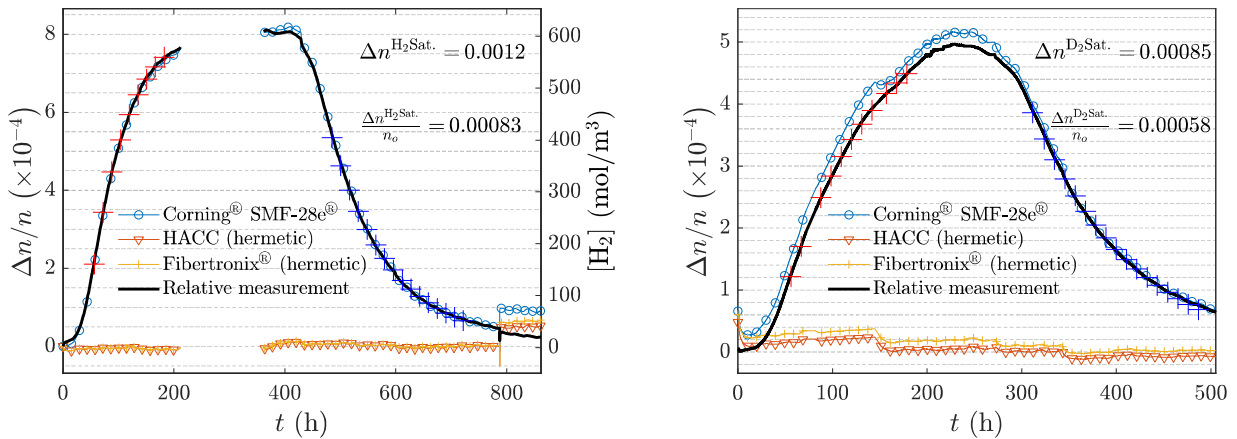 8
6
4
2
0
Δn/n (×10⁻⁴)
0
200
400
600
800
t (h)
600
500
400
300
200
100
0
[H₂] (mol/m³)
Δn^{H₂Sat.} = 0.0012
Δn^{H₂Sat.}/n_o = 0.00083
Corning® SMF-28e®
HACC (hermetic)
Fibertronix® (hermetic)
Relative measurement
5
4
3
2
1
0
Δn/n (×10⁻⁴)
0
100
200
300
400
500
t (h)
Δn^{D₂Sat.} = 0.00085
Δn^{D₂Sat.}/n_o = 0.00058
Corning® SMF-28e®
HACC (hermetic)
Fibertronix® (hermetic)
Relative measurement